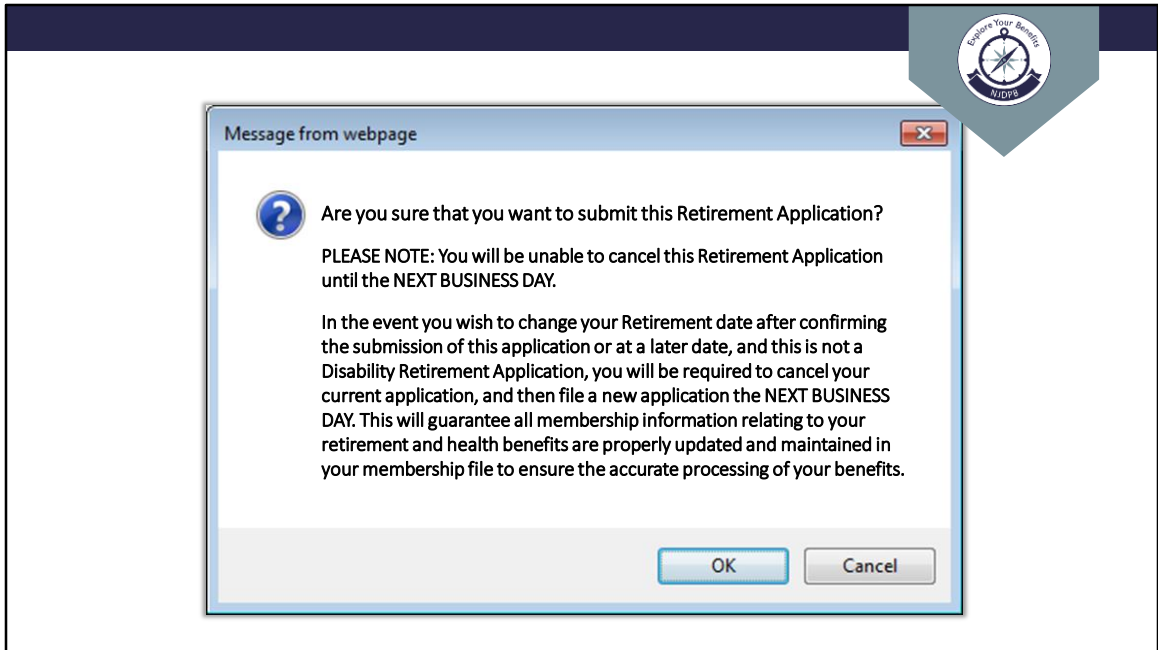 Explore Your Benefits
NJDPB
Message from webpage
Are you sure that you want to submit this Retirement Application?
PLEASE NOTE: You will be unable to cancel this Retirement Application
until the NEXT BUSINESS DAY.
In the event you wish to change your Retirement date after confirming
the submission of this application or at a later date, and this is not a
Disability Retirement Application, you will be required to cancel your
current application, and then file a new application the NEXT BUSINESS
DAY. This will guarantee all membership information relating to your
retirement and health benefits are properly updated and maintained in
your membership file to ensure the accurate processing of your benefits.
OK
Cancel